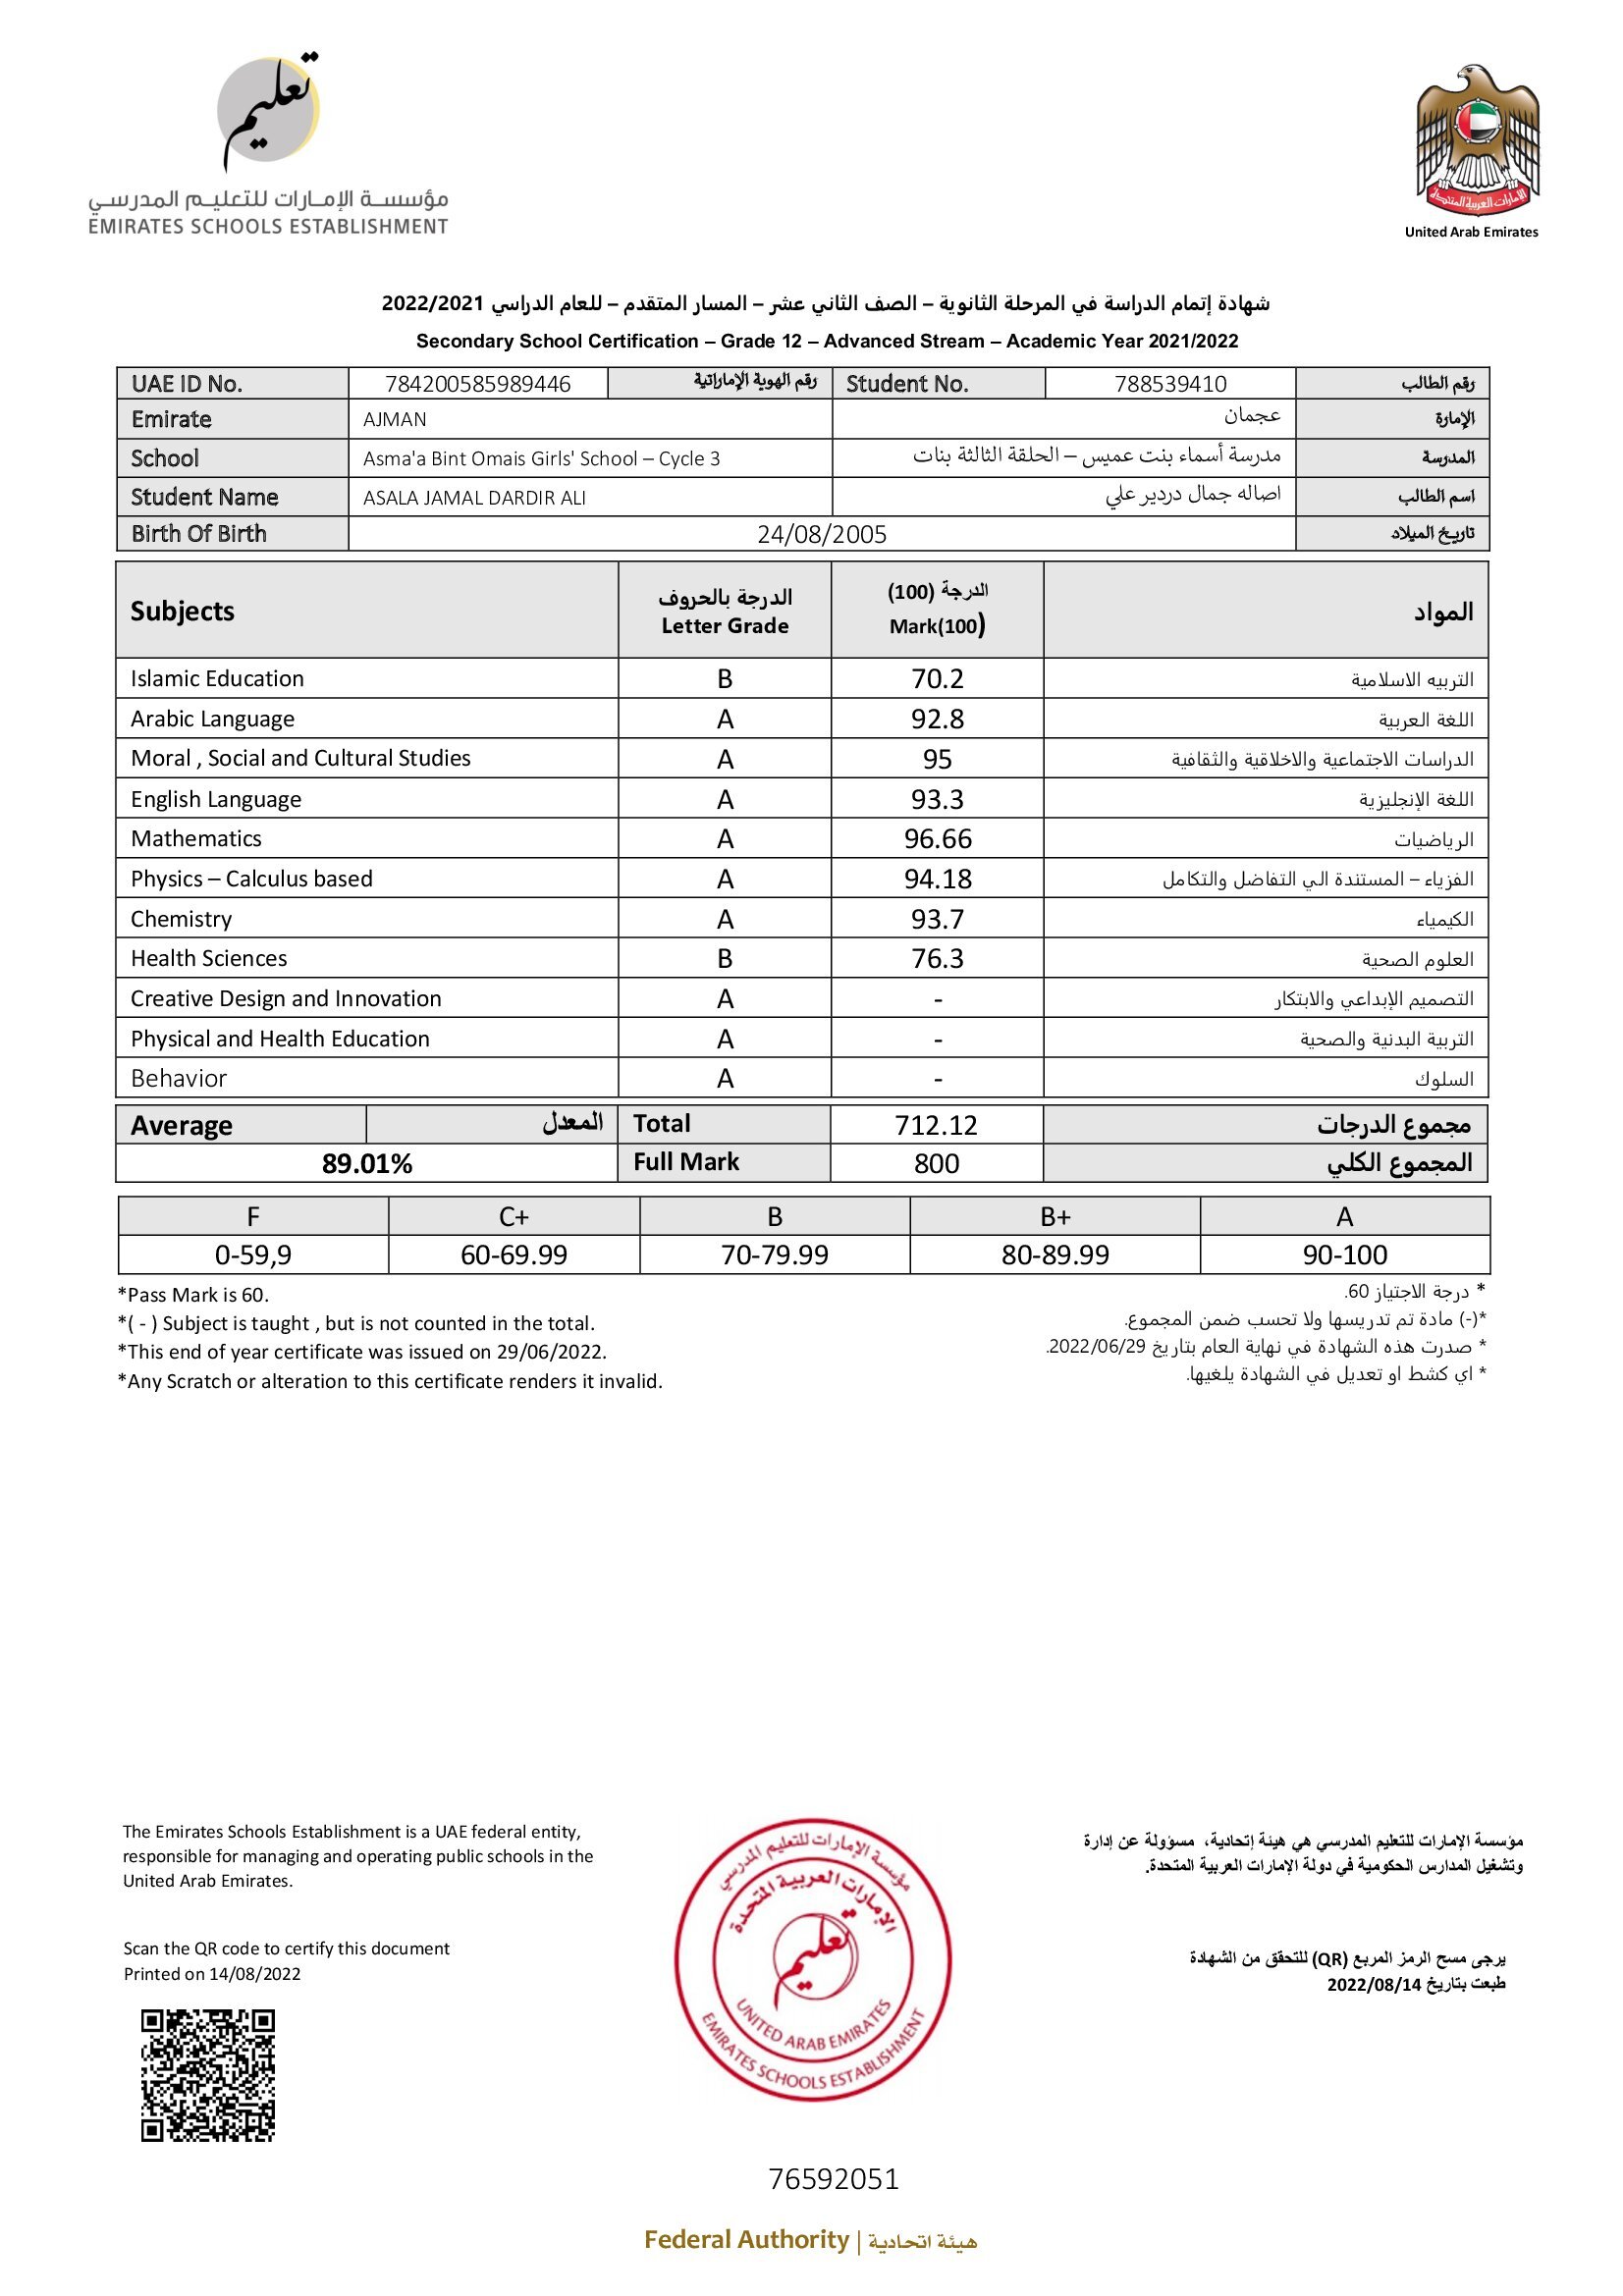 تعليم
مؤسسة الإمارات للتعليم المدرسي
EMIRATES SCHOOLS ESTABLISHMENT
الإمارات العربية المتحدة
United Arab Emirates
شهادة إتمام الدراسة في المرحلة الثانوية – الصف الثاني عشر – المسار المتقدم – للعام الدراسي 2022/2021
Secondary School Certification – Grade 12 – Advanced Stream – Academic Year 2021/2022
UAE ID No. 784200585989446 رقم الهوية الإماراتية Student No. 788539410 رقم الطالب
Emirate AJMAN عجمان الإمارة
School Asma'a Bint Omais Girls' School – Cycle 3 مدرسة أسماء بنت عميس – الحلقة الثالثة بنات المدرسة
Student Name ASALA JAMAL DARDIR ALI اصاله جمال دردير علي اسم الطالب
Birth Of Birth 24/08/2005 تاريخ الميلاد
Subjects الدرجة بالحروف الدرجة (100) المواد
Letter Grade Mark(100)
Islamic Education B 70.2 التربيه الاسلامية
Arabic Language A 92.8 اللغة العربية
Moral , Social and Cultural Studies A 95 الدراسات الاجتماعية والاخلاقية والثقافية
English Language A 93.3 اللغة الإنجليزية
Mathematics A 96.66 الرياضيات
Physics – Calculus based A 94.18 الفزياء – المستندة الي التفاضل والتكامل
Chemistry A 93.7 الكيمياء
Health Sciences B 76.3 العلوم الصحية
Creative Design and Innovation A - التصميم الإبداعي والابتكار
Physical and Health Education A - التربية البدنية والصحية
Behavior A - السلوك
Average المعدل Total 712.12 مجموع الدرجات
89.01% Full Mark 800 المجموع الكلي
F C+ B B+ A
0-59,9 60-69.99 70-79.99 80-89.99 90-100
*Pass Mark is 60. * درجة الاجتياز 60.
*( - ) Subject is taught , but is not counted in the total. *(-) مادة تم تدريسها ولا تحسب ضمن المجموع.
*This end of year certificate was issued on 29/06/2022. * صدرت هذه الشهادة في نهاية العام بتاريخ 2022/06/29.
*Any Scratch or alteration to this certificate renders it invalid. * اي كشط او تعديل في الشهادة يلغيها.
The Emirates Schools Establishment is a UAE federal entity,
responsible for managing and operating public schools in the
United Arab Emirates.
مؤسسة الإمارات للتعليم المدرسي هي هيئة إتحادية، مسؤولة عن إدارة
وتشغيل المدارس الحكومية في دولة الإمارات العربية المتحدة.
Scan the QR code to certify this document
Printed on 14/08/2022
يرجى مسح الرمز المربع (QR) للتحقق من الشهادة
طبعت بتاريخ 2022/08/14
مؤسسة الإمارات للتعليم المدرسي
الإمارات العربية المتحدة
تعليم
UNITED ARAB EMIRATES
EMIRATES SCHOOLS ESTABLISHMENT
76592051
Federal Authority | هيئة اتحادية